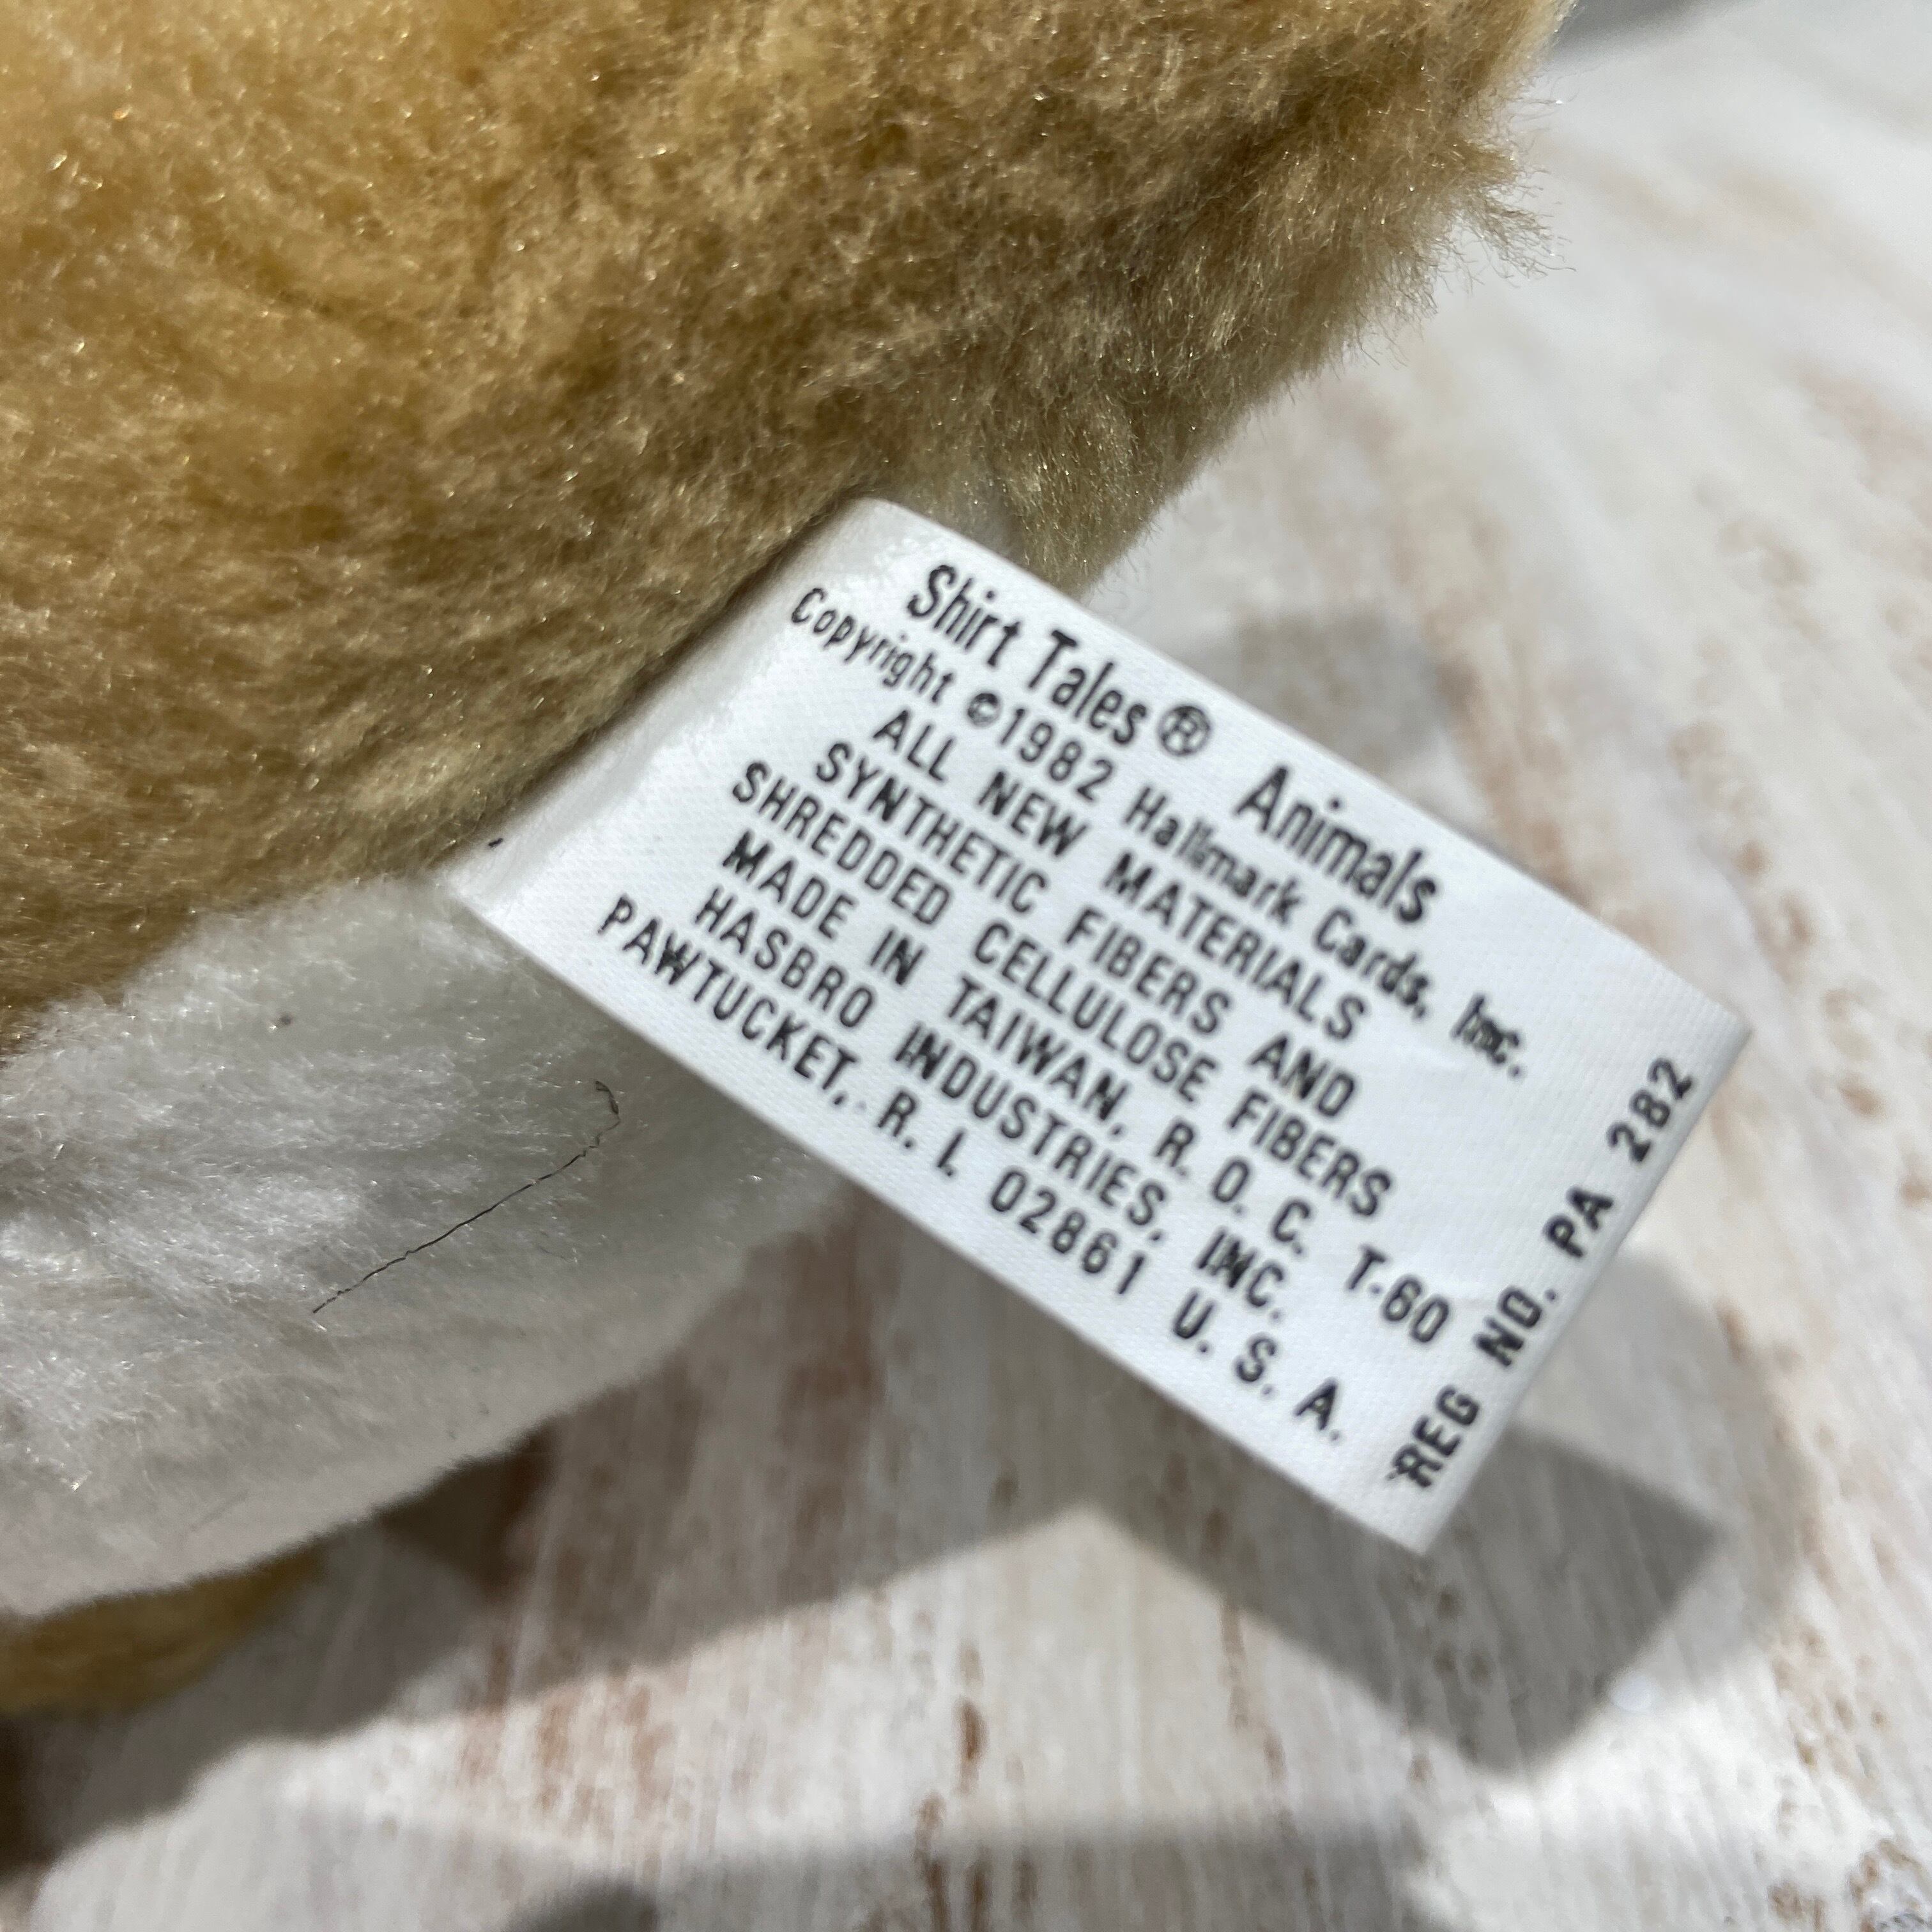 Shirt Tales® Animals
Copyright ©1982 Hallmark Cards, Inc.
ALL NEW MATERIALS
SYNTHETIC FIBERS AND
SHREDDED CELLULOSE FIBERS
MADE IN TAIWAN, R. O. C. T-60
HASBRO INDUSTRIES, INC.
PAWTUCKET, R. I. 02861 U. S. A.
REG NO. PA 282